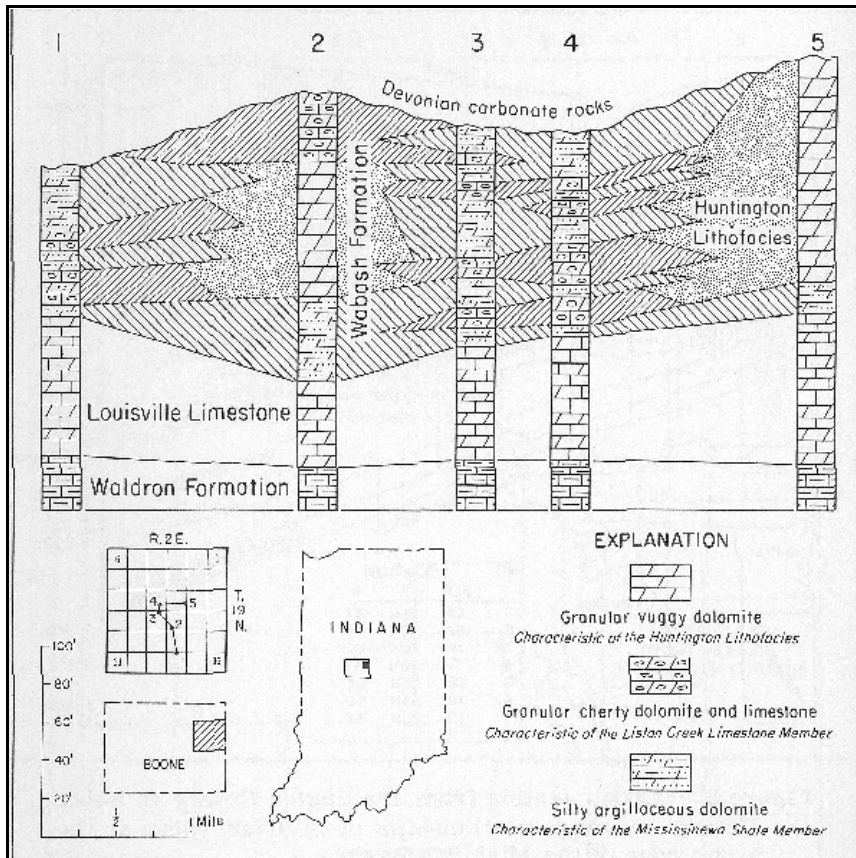 1 2 3 4 5
Devonian carbonate rocks
Wabash Formation
Huntington
Lithofacies
Louisville Limestone
Waldron Formation
R. 2 E.
6
T.
19
N.
4 5
3 2
31
100'
80'
60'
40'
20'
BOONE
1/2 1 Mile
INDIANA
EXPLANATION
Granular vuggy dolomite
Characteristic of the Huntington Lithofacies
Granular cherty dolomite and limestone
Characteristic of the Liston Creek Limestone Member
Silty argillaceous dolomite
Characteristic of the Mississinewa Shale Member